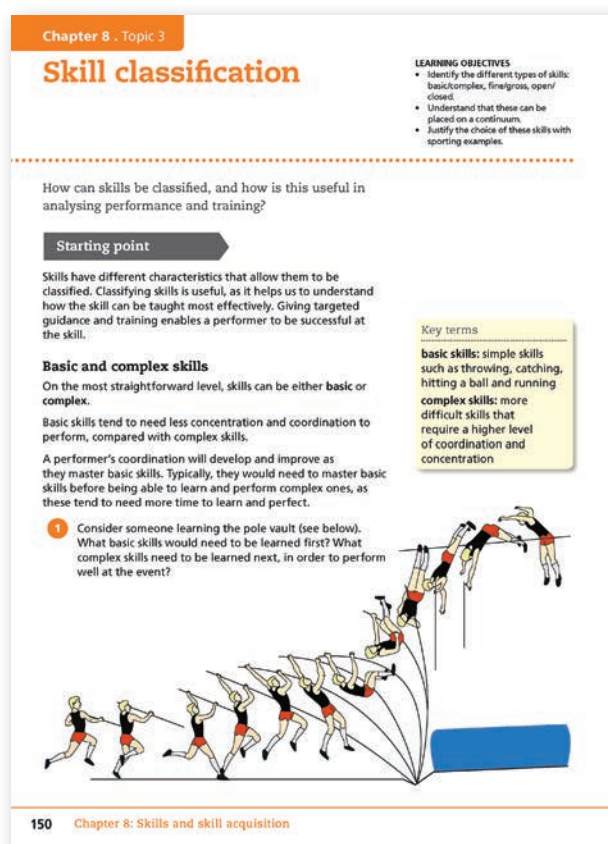 Chapter 8 . Topic 3
Skill classification
LEARNING OBJECTIVES
• Identify the different types of skills:
basic/complex, fine/gross, open/
closed.
• Understand that these can be
placed on a continuum.
• Justify the choice of these skills with
sporting examples.
How can skills be classified, and how is this useful in
analysing performance and training?
Starting point
Skills have different characteristics that allow them to be
classified. Classifying skills is useful, as it helps us to understand
how the skill can be taught most effectively. Giving targeted
guidance and training enables a performer to be successful at
the skill.
Basic and complex skills
On the most straightforward level, skills can be either basic or
complex.
Basic skills tend to need less concentration and coordination to
perform, compared with complex skills.
A performer's coordination will develop and improve as
they master basic skills. Typically, they would need to master basic
skills before being able to learn and perform complex ones, as
these tend to need more time to learn and perfect.
Key terms
basic skills: simple skills
such as throwing, catching,
hitting a ball and running
complex skills: more
difficult skills that
require a higher level
of coordination and
concentration
1 Consider someone learning the pole vault (see below).
What basic skills would need to be learned first? What
complex skills need to be learned next, in order to perform
well at the event?
150 Chapter 8: Skills and skill acquisition